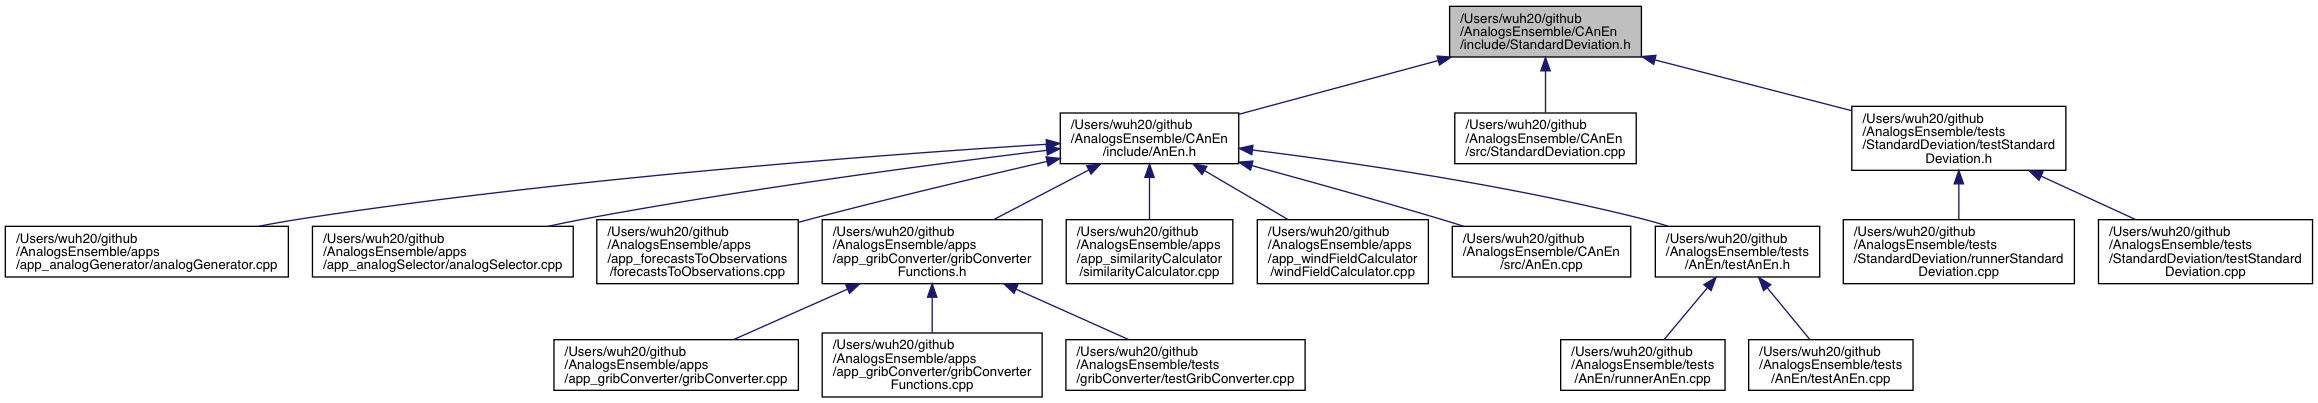 /Users/wuh20/github
/AnalogsEnsemble/CAnEn
/include/StandardDeviation.h
/Users/wuh20/github
/AnalogsEnsemble/CAnEn
/include/AnEn.h
/Users/wuh20/github
/AnalogsEnsemble/CAnEn
/src/StandardDeviation.cpp
/Users/wuh20/github
/AnalogsEnsemble/tests
/StandardDeviation/testStandard
Deviation.h
/Users/wuh20/github
/AnalogsEnsemble/apps
/app_analogGenerator/analogGenerator.cpp
/Users/wuh20/github
/AnalogsEnsemble/apps
/app_analogSelector/analogSelector.cpp
/Users/wuh20/github
/AnalogsEnsemble/apps
/app_forecastsToObservations
/forecastsToObservations.cpp
/Users/wuh20/github
/AnalogsEnsemble/apps
/app_gribConverter/gribConverter
Functions.h
/Users/wuh20/github
/AnalogsEnsemble/apps
/app_similarityCalculator
/similarityCalculator.cpp
/Users/wuh20/github
/AnalogsEnsemble/apps
/app_windFieldCalculator
/windFieldCalculator.cpp
/Users/wuh20/github
/AnalogsEnsemble/CAnEn
/src/AnEn.cpp
/Users/wuh20/github
/AnalogsEnsemble/tests
/AnEn/testAnEn.h
/Users/wuh20/github
/AnalogsEnsemble/tests
/StandardDeviation/runnerStandard
Deviation.cpp
/Users/wuh20/github
/AnalogsEnsemble/tests
/StandardDeviation/testStandard
Deviation.cpp
/Users/wuh20/github
/AnalogsEnsemble/apps
/app_gribConverter/gribConverter.cpp
/Users/wuh20/github
/AnalogsEnsemble/apps
/app_gribConverter/gribConverter
Functions.cpp
/Users/wuh20/github
/AnalogsEnsemble/tests
/gribConverter/testGribConverter.cpp
/Users/wuh20/github
/AnalogsEnsemble/tests
/AnEn/runnerAnEn.cpp
/Users/wuh20/github
/AnalogsEnsemble/tests
/AnEn/testAnEn.cpp